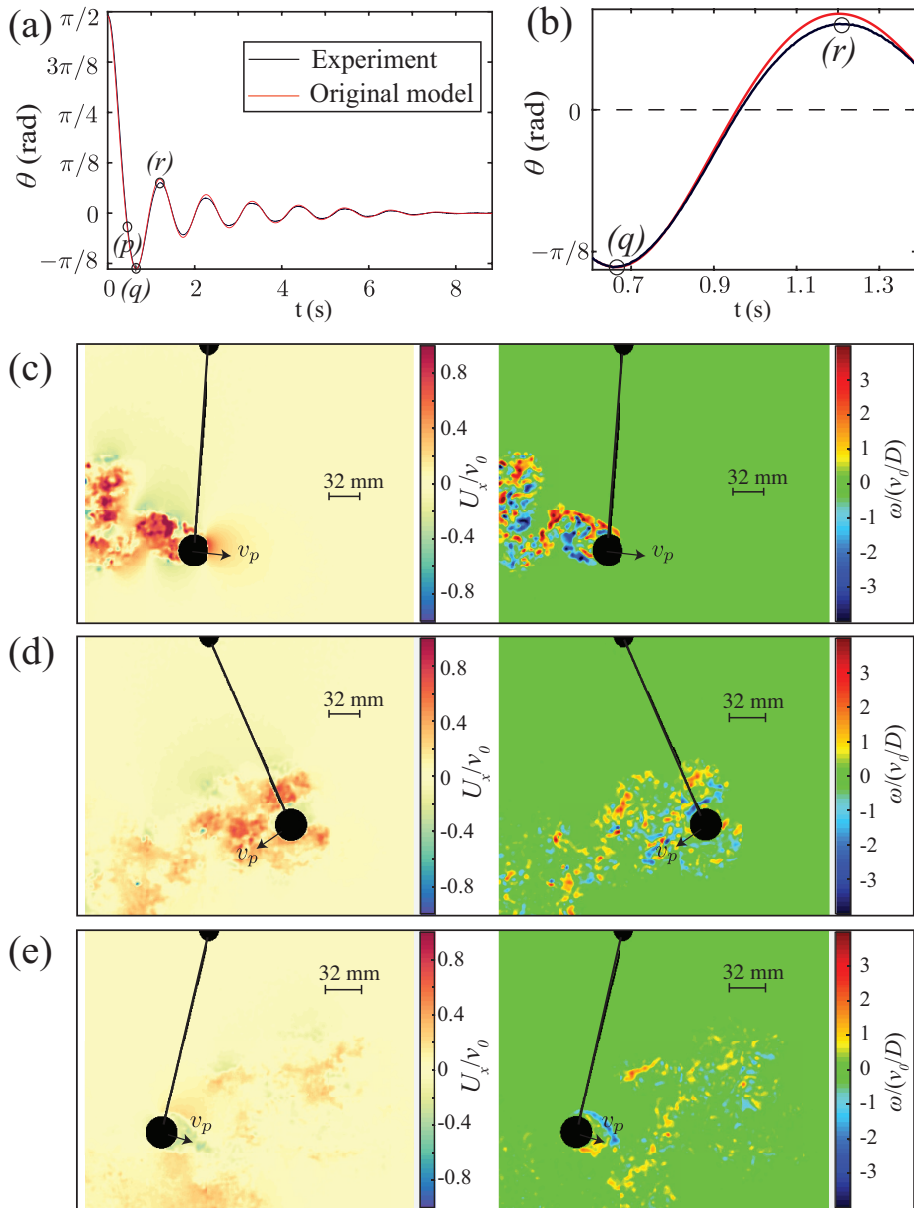 (a)
π/2
3π/8
π/4
π/8
0
−π/8
θ (rad)
Experiment
Original model
(r)
(p)
(q)
0 1 2 4 6 8
t (s)
(b)
0
−π/8
θ (rad)
(r)
(q)
0.7 0.9 1.1 1.3
t (s)
(c)
32 mm
v_p
0.8
0.4
0
-0.4
-0.8
U_x/v_0
32 mm
v_p
3
2
1
0
-1
-2
-3
ω/(v_0/D)
(d)
32 mm
v_p
0.8
0.4
0
-0.4
-0.8
U_x/v_0
32 mm
v_p
3
2
1
0
-1
-2
-3
ω/(v_0/D)
(e)
32 mm
v_p
0.8
0.4
0
-0.4
-0.8
U_x/v_0
32 mm
v_p
3
2
1
0
-1
-2
-3
ω/(v_0/D)